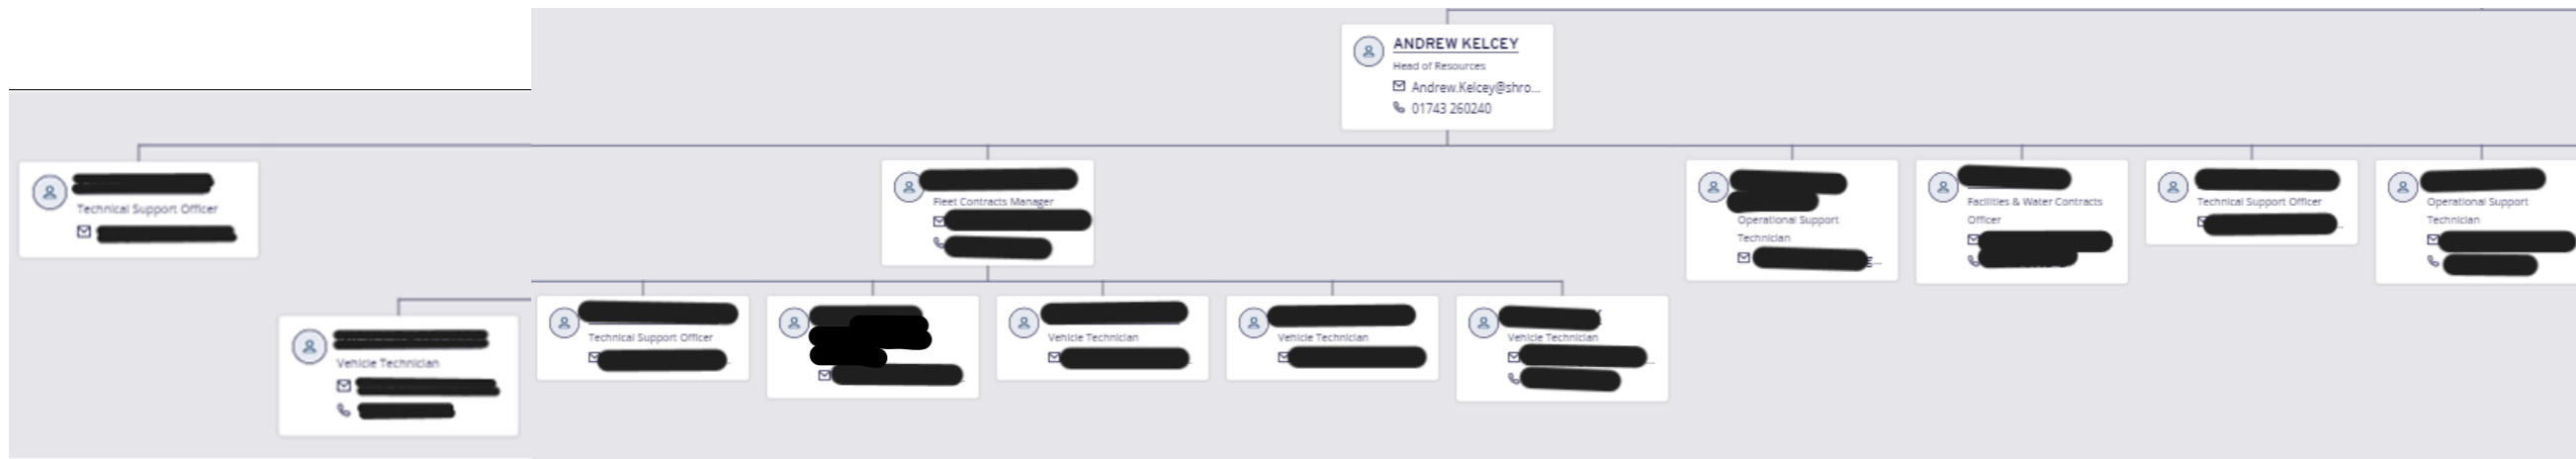 ANDREW KELCEY
Head of Resources
Andrew.Kelcey@shro...
01743 260240
Technical Support Officer
Fleet Contracts Manager
Operational Support
Technician
Facilities & Water Contracts
Officer
Technical Support Officer
Operational Support
Technician
Vehicle Technician
Technical Support Officer
Vehicle Technician
Vehicle Technician
Vehicle Technician